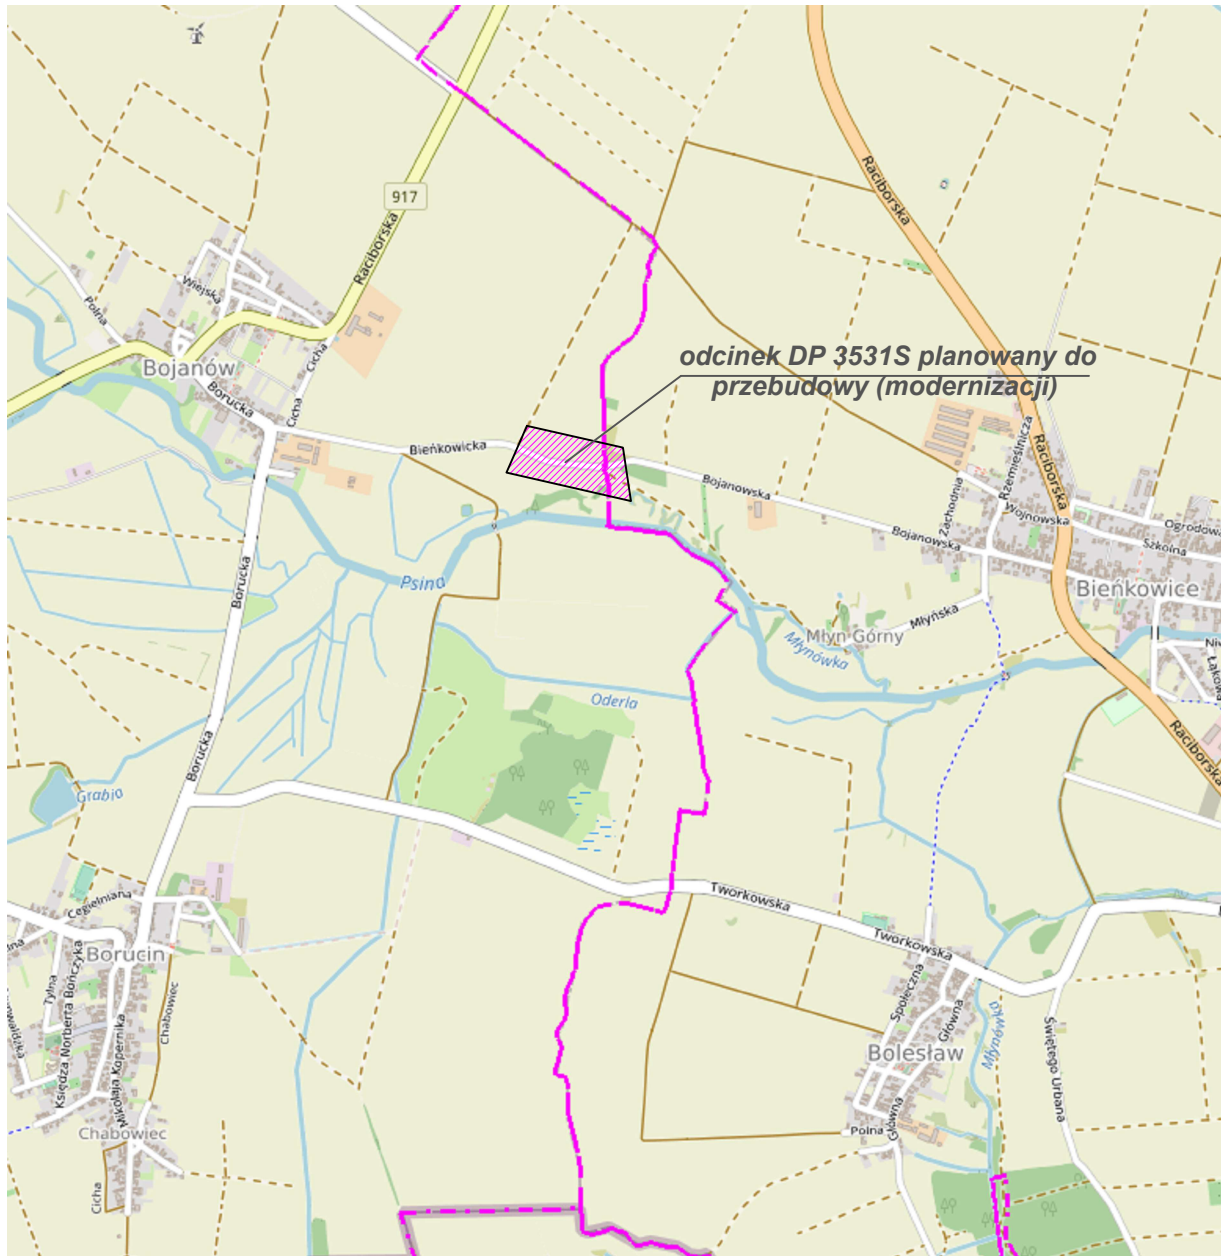 Raciborska
917
Raciborska
Wiejska
Polna
Bojanów
Cicha
odcinek DP 3531S planowany do
przebudowy (modernizacji)
Borucka
Cicha
Bieńkowicka
Rzemieślnicza
Raciborska
Bojanowska
Zachodnia
Wojnowska
Ogrodowa
Szkolna
Bojanowska
Psina
Borucka
Bieńkowice
Młyńska
Młyn Górny
Młynówka
Oderla
Łąkowa
Raciborska
Borucka
Grabia
Tworkowska
Cegielniana
Tworkowska
Borucin
Tylna
Księdza Norberta Bończyka
Mikołaja Kopernika
Chabowiec
Społeczna
Główna
Młynówka
Bolesław
Świętego Urbana
Chabowiec
Polna
Główna
Cicha